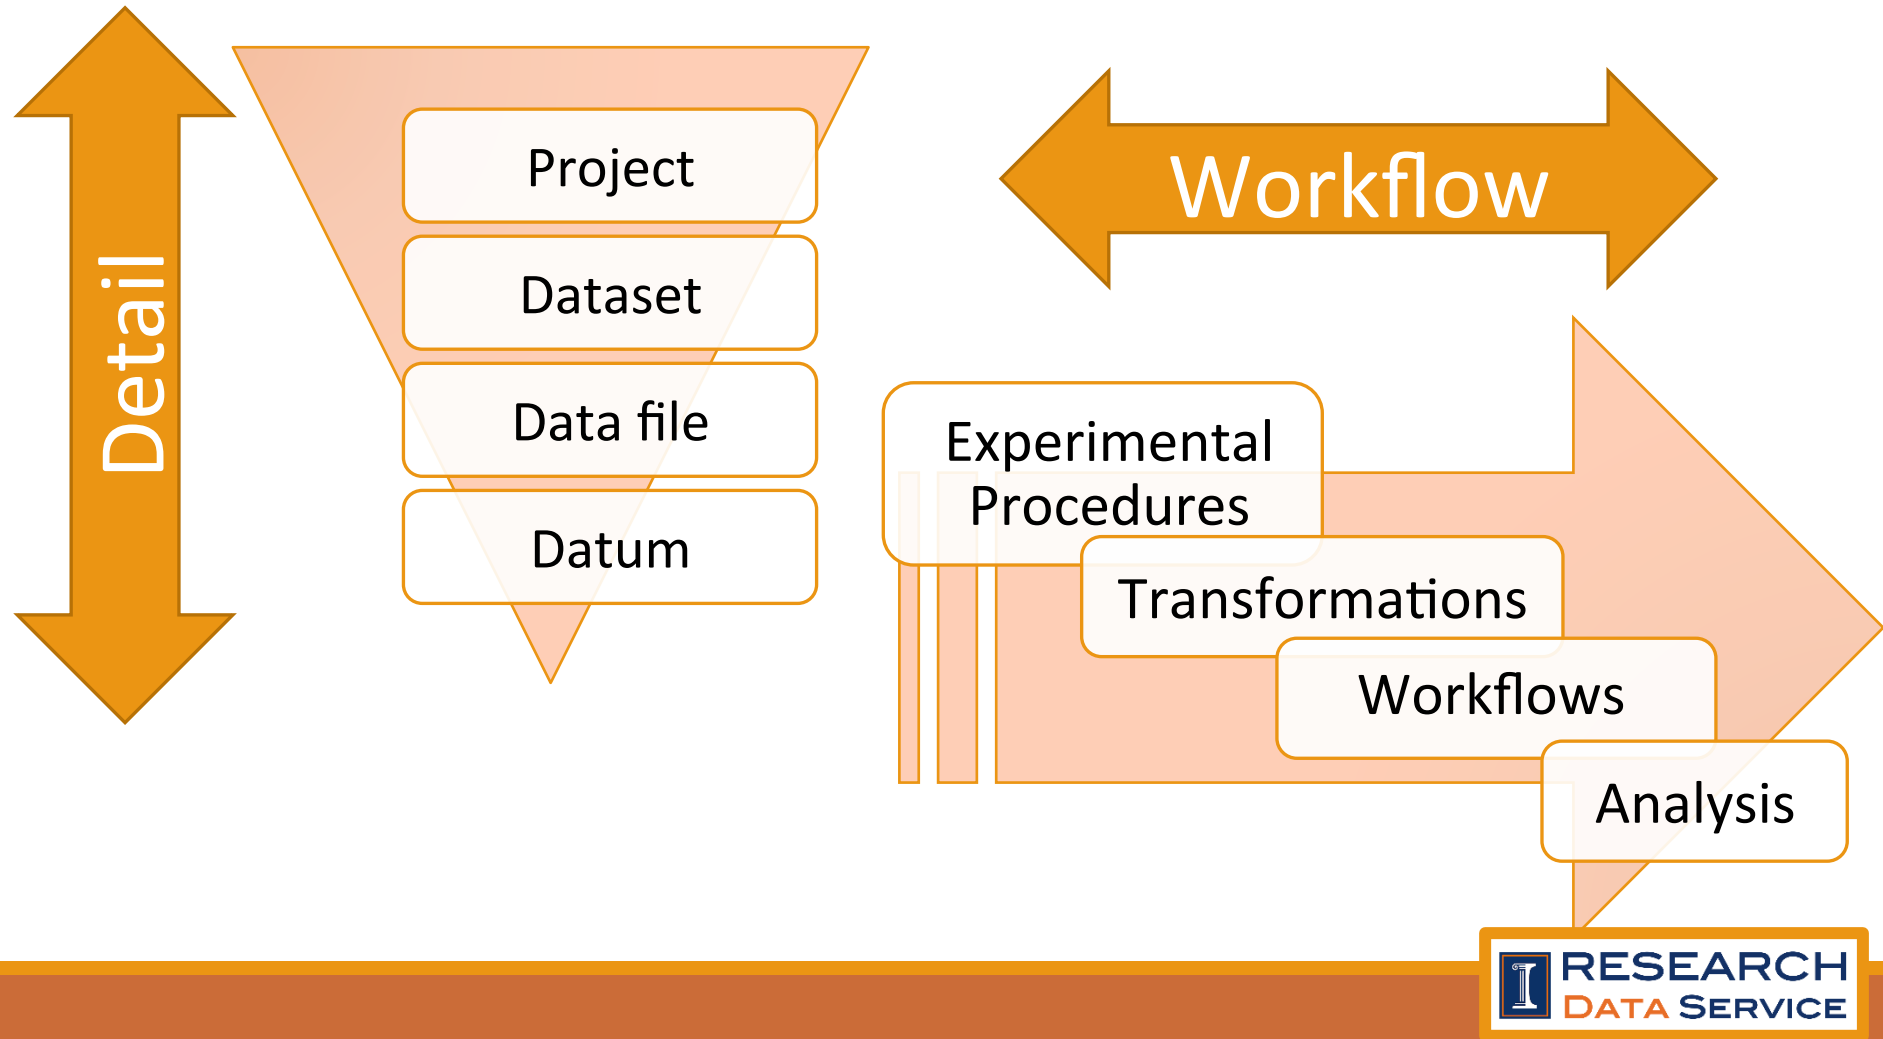 Detail
Project
Dataset
Data file
Datum
Workflow
Experimental
Procedures
Transformations
Workflows
Analysis
I RESEARCH
DATA SERVICE